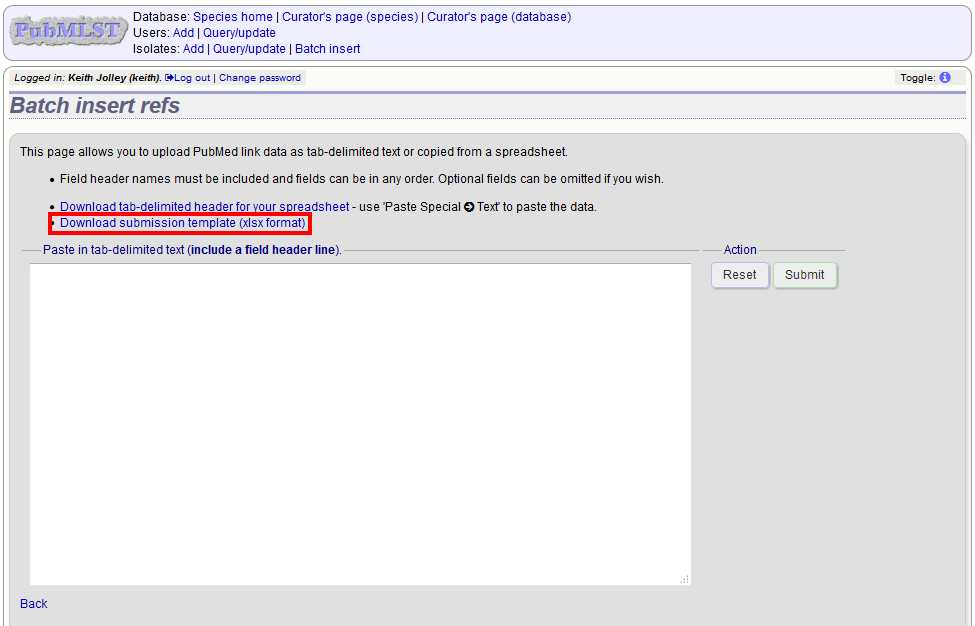 PubMLST
Database: Species home | Curator's page (species) | Curator's page (database)
Users: Add | Query/update
Isolates: Add | Query/update | Batch insert
Logged in: Keith Jolley (keith). Log out | Change password
Toggle:
Batch insert refs
This page allows you to upload PubMed link data as tab-delimited text or copied from a spreadsheet.
• Field header names must be included and fields can be in any order. Optional fields can be omitted if you wish.
• Download tab-delimited header for your spreadsheet - use 'Paste Special Text' to paste the data.
• Download submission template (xlsx format)
Paste in tab-delimited text (include a field header line).
Action
Reset
Submit
Back